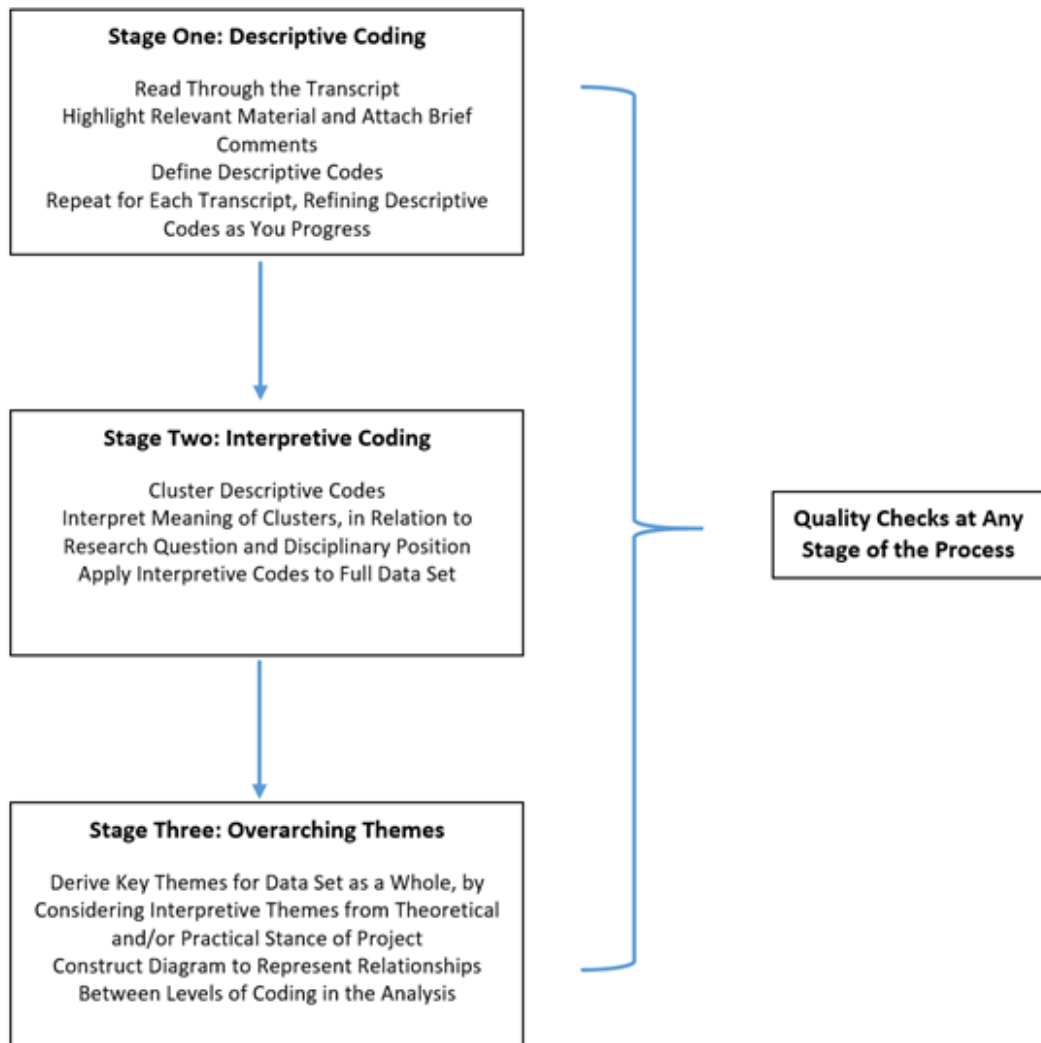 Stage One: Descriptive Coding
Read Through the Transcript
Highlight Relevant Material and Attach Brief
Comments
Define Descriptive Codes
Repeat for Each Transcript, Refining Descriptive
Codes as You Progress
Stage Two: Interpretive Coding
Cluster Descriptive Codes
Interpret Meaning of Clusters, in Relation to
Research Question and Disciplinary Position
Apply Interpretive Codes to Full Data Set
Stage Three: Overarching Themes
Derive Key Themes for Data Set as a Whole, by
Considering Interpretive Themes from Theoretical
and/or Practical Stance of Project
Construct Diagram to Represent Relationships
Between Levels of Coding in the Analysis
Quality Checks at Any
Stage of the Process